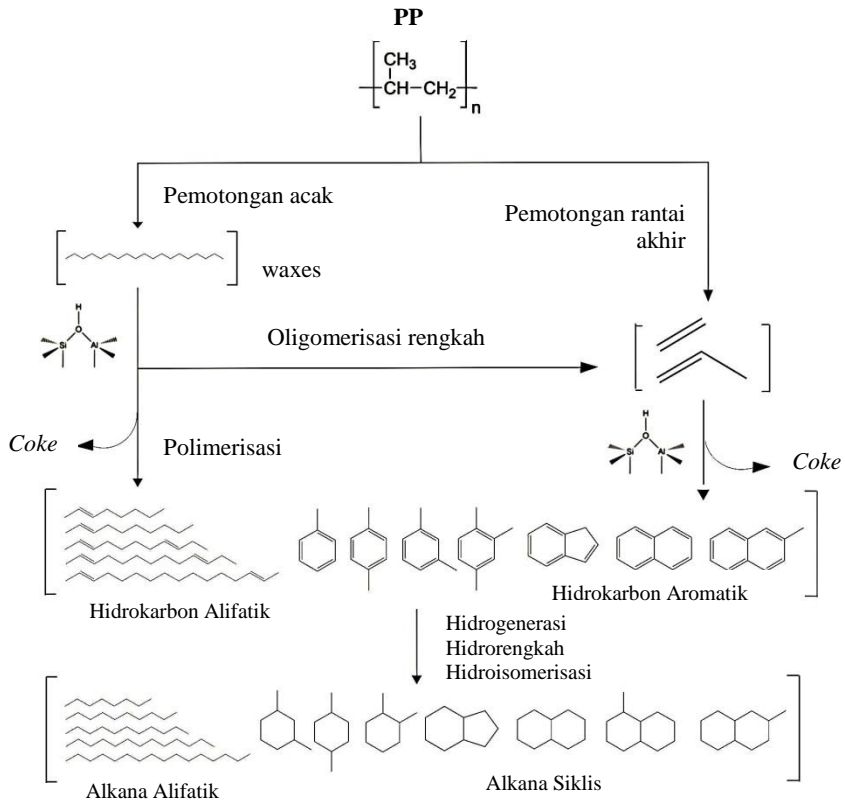 PP
CH₃
CH–CH₂
n
Pemotongan acak
Pemotongan rantai
akhir
waxes
H
O
Si Al
Oligomerisasi rengkah
H
O
Si Al
Coke
Polimerisasi
Coke
Hidrokarbon Alifatik
Hidrokarbon Aromatik
Hidrogenerasi
Hidrorengkah
Hidroisomerisasi
Alkana Alifatik
Alkana Siklis